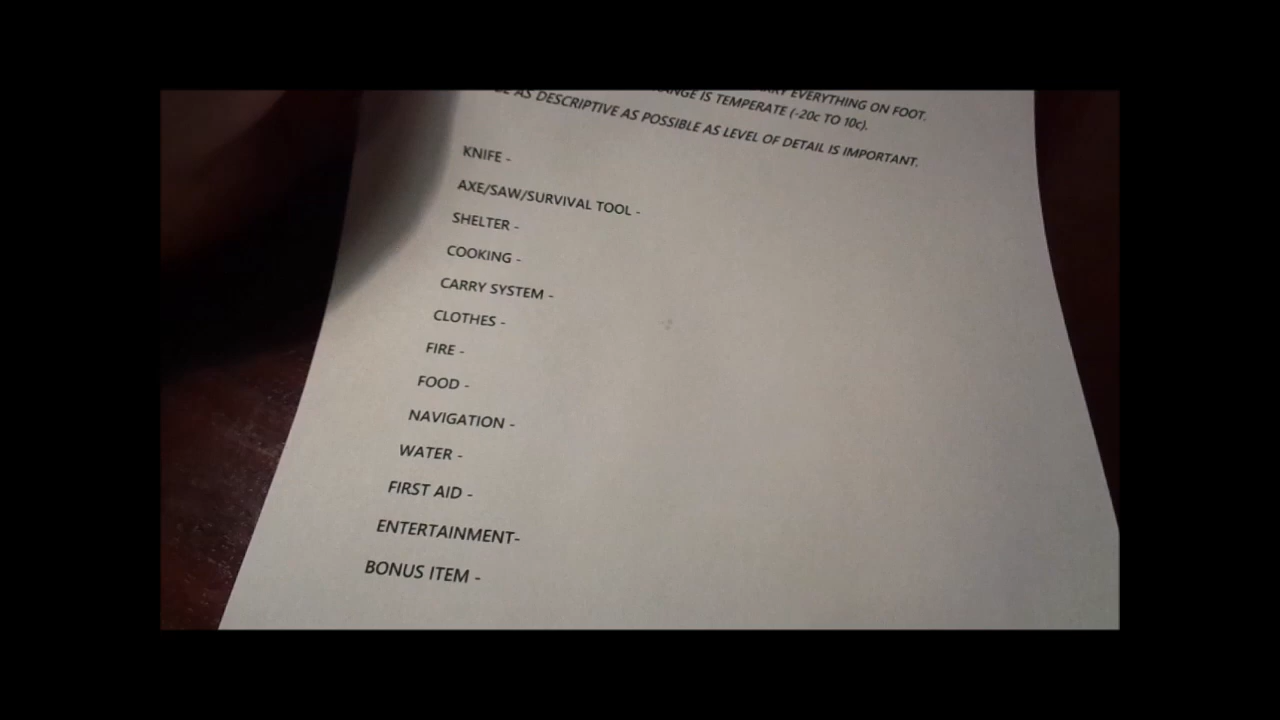 EVERYTHING ON FOOT.
IS TEMPERATE (-20c TO 10c).
AS DESCRIPTIVE AS POSSIBLE AS LEVEL OF DETAIL IS IMPORTANT.
KNIFE -
AXE/SAW/SURVIVAL TOOL -
SHELTER -
COOKING -
CARRY SYSTEM -
CLOTHES -
FIRE -
FOOD -
NAVIGATION -
WATER -
FIRST AID -
ENTERTAINMENT-
BONUS ITEM -